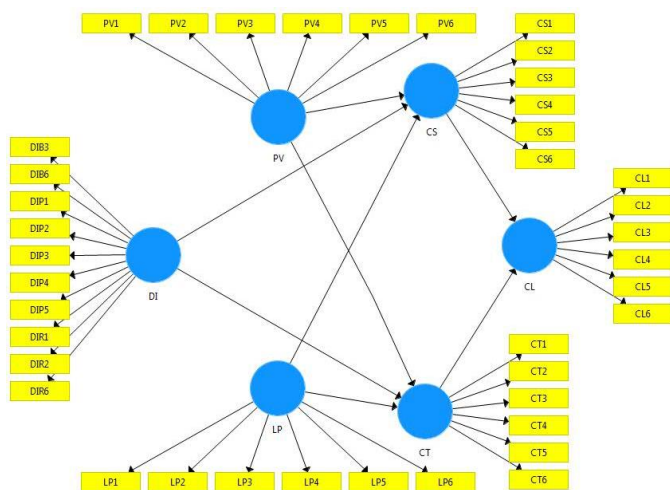 PV1 PV2 PV3 PV4 PV5 PV6
PV
CS1
CS2
CS3
CS4
CS5
CS6
CS
DIB3
DIB6
DIP1
DIP2
DIP3
DIP4
DIP5
DIR1
DIR2
DIR6
DI
CL1
CL2
CL3
CL4
CL5
CL6
CL
LP
CT1
CT2
CT3
CT4
CT5
CT6
CT
LP1 LP2 LP3 LP4 LP5 LP6